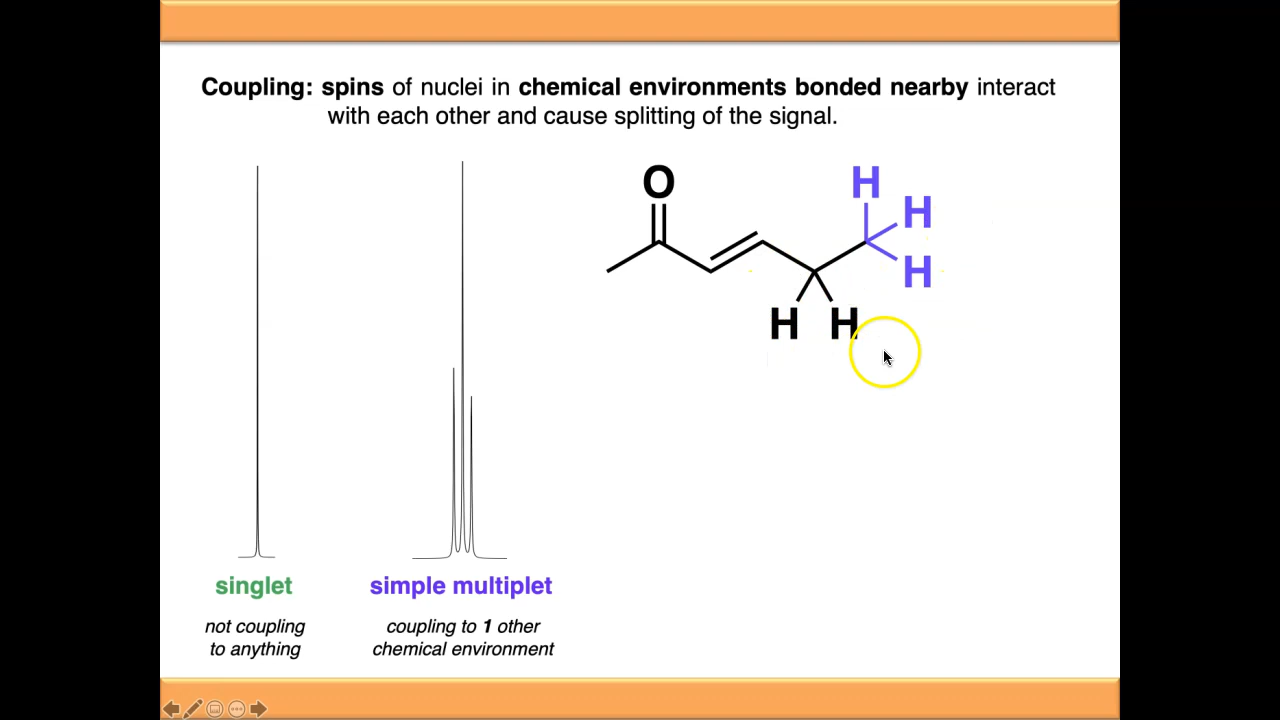 Coupling: spins of nuclei in chemical environments bonded nearby interact
with each other and cause splitting of the signal.
O
H
H
H
H H
singlet
simple multiplet
not coupling
to anything
coupling to 1 other
chemical environment